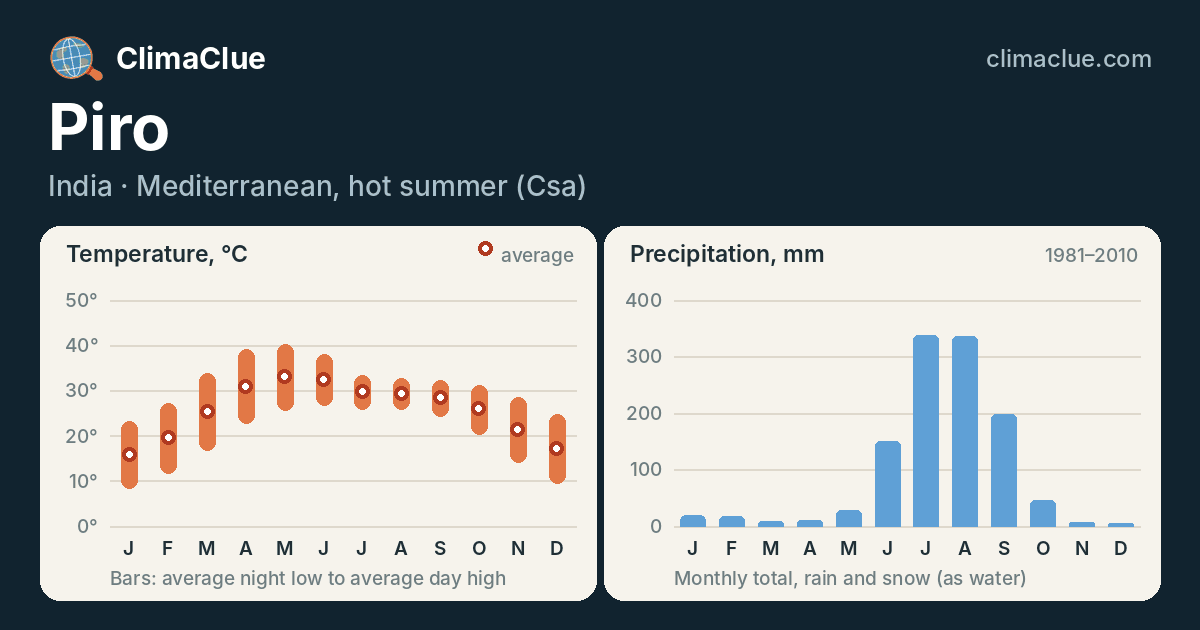 ClimaClue
climaclue.com
Piro
India · Mediterranean, hot summer (Csa)
Temperature, °C
average
50°
40°
30°
20°
10°
0°
J F M A M J J A S O N D
Bars: average night low to average day high
Precipitation, mm
1981–2010
400
300
200
100
0
J F M A M J J A S O N D
Monthly total, rain and snow (as water)